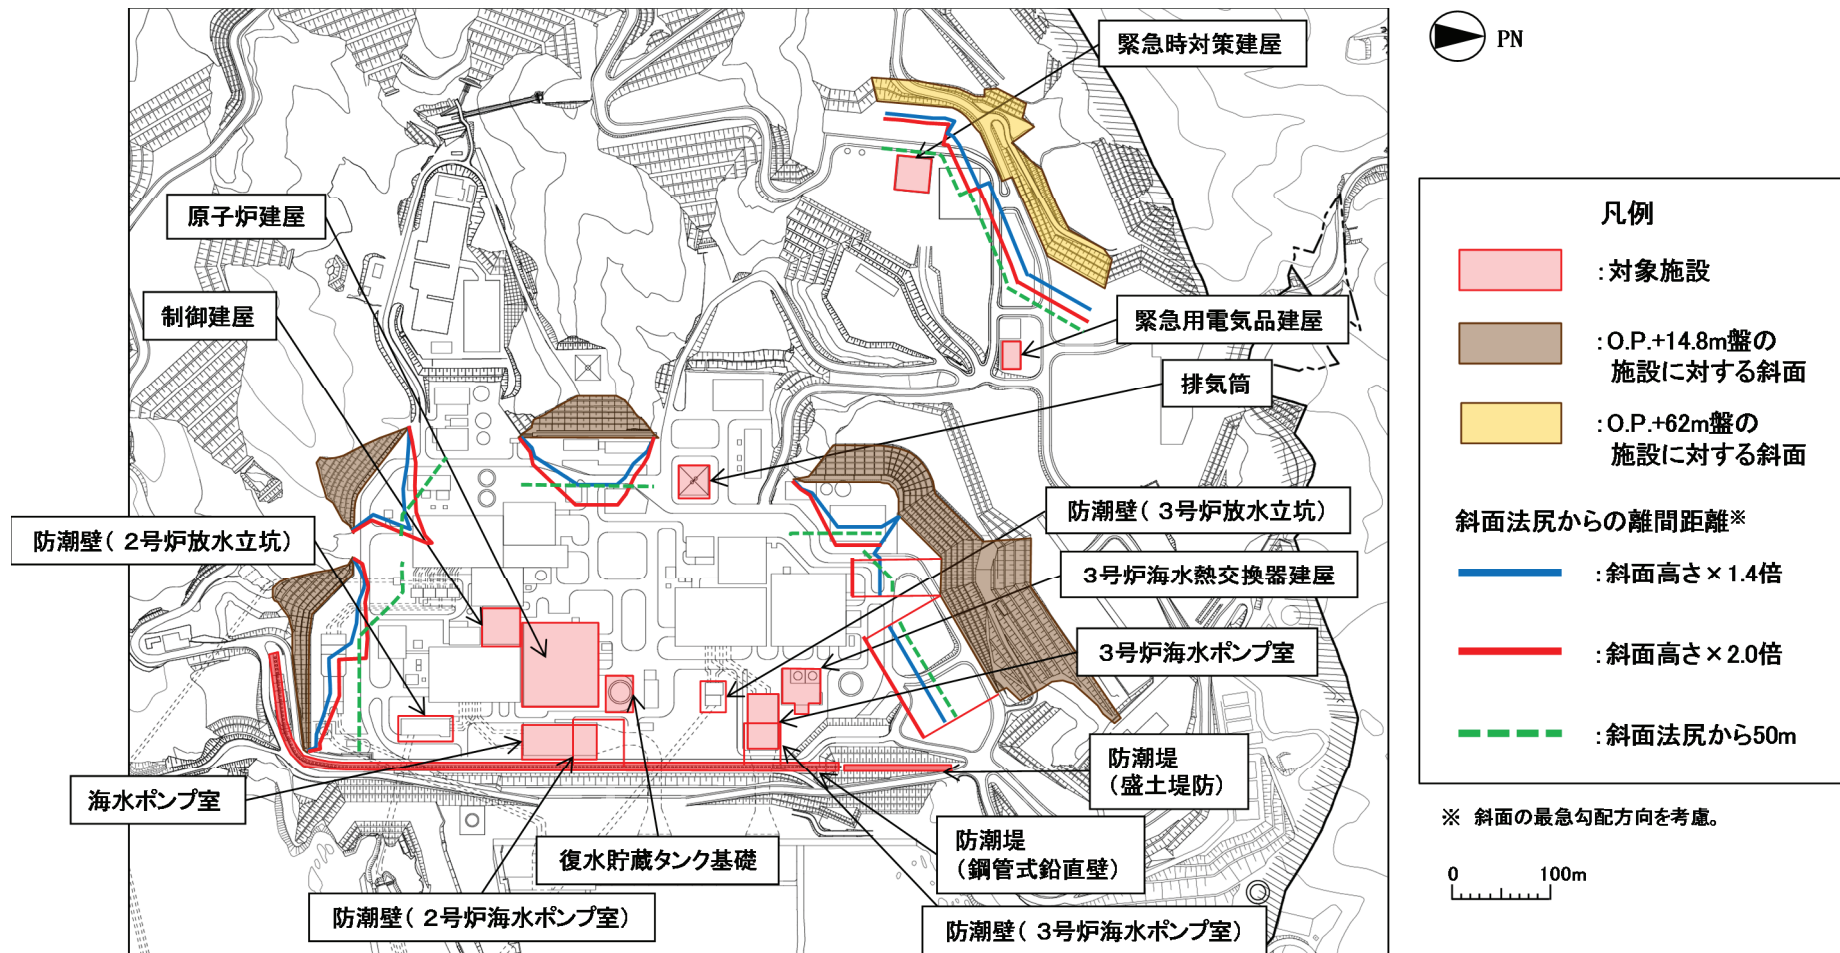 緊急時対策建屋
PN
原子炉建屋
制御建屋
緊急用電気品建屋
排気筒
防潮壁（２号炉放水立坑）
防潮壁（３号炉放水立坑）
３号炉海水熱交換器建屋
３号炉海水ポンプ室
海水ポンプ室
防潮堤
（盛土堤防）
防潮堤
（鋼管式鉛直壁）
復水貯蔵タンク基礎
防潮壁（２号炉海水ポンプ室）
防潮壁（３号炉海水ポンプ室）
凡例
：対象施設
：O.P.+14.8m盤の
施設に対する斜面
：O.P.+62m盤の
施設に対する斜面
斜面法尻からの離間距離※
：斜面高さ×1.4倍
：斜面高さ×2.0倍
：斜面法尻から50m
※ 斜面の最急勾配方向を考慮。
0 100m